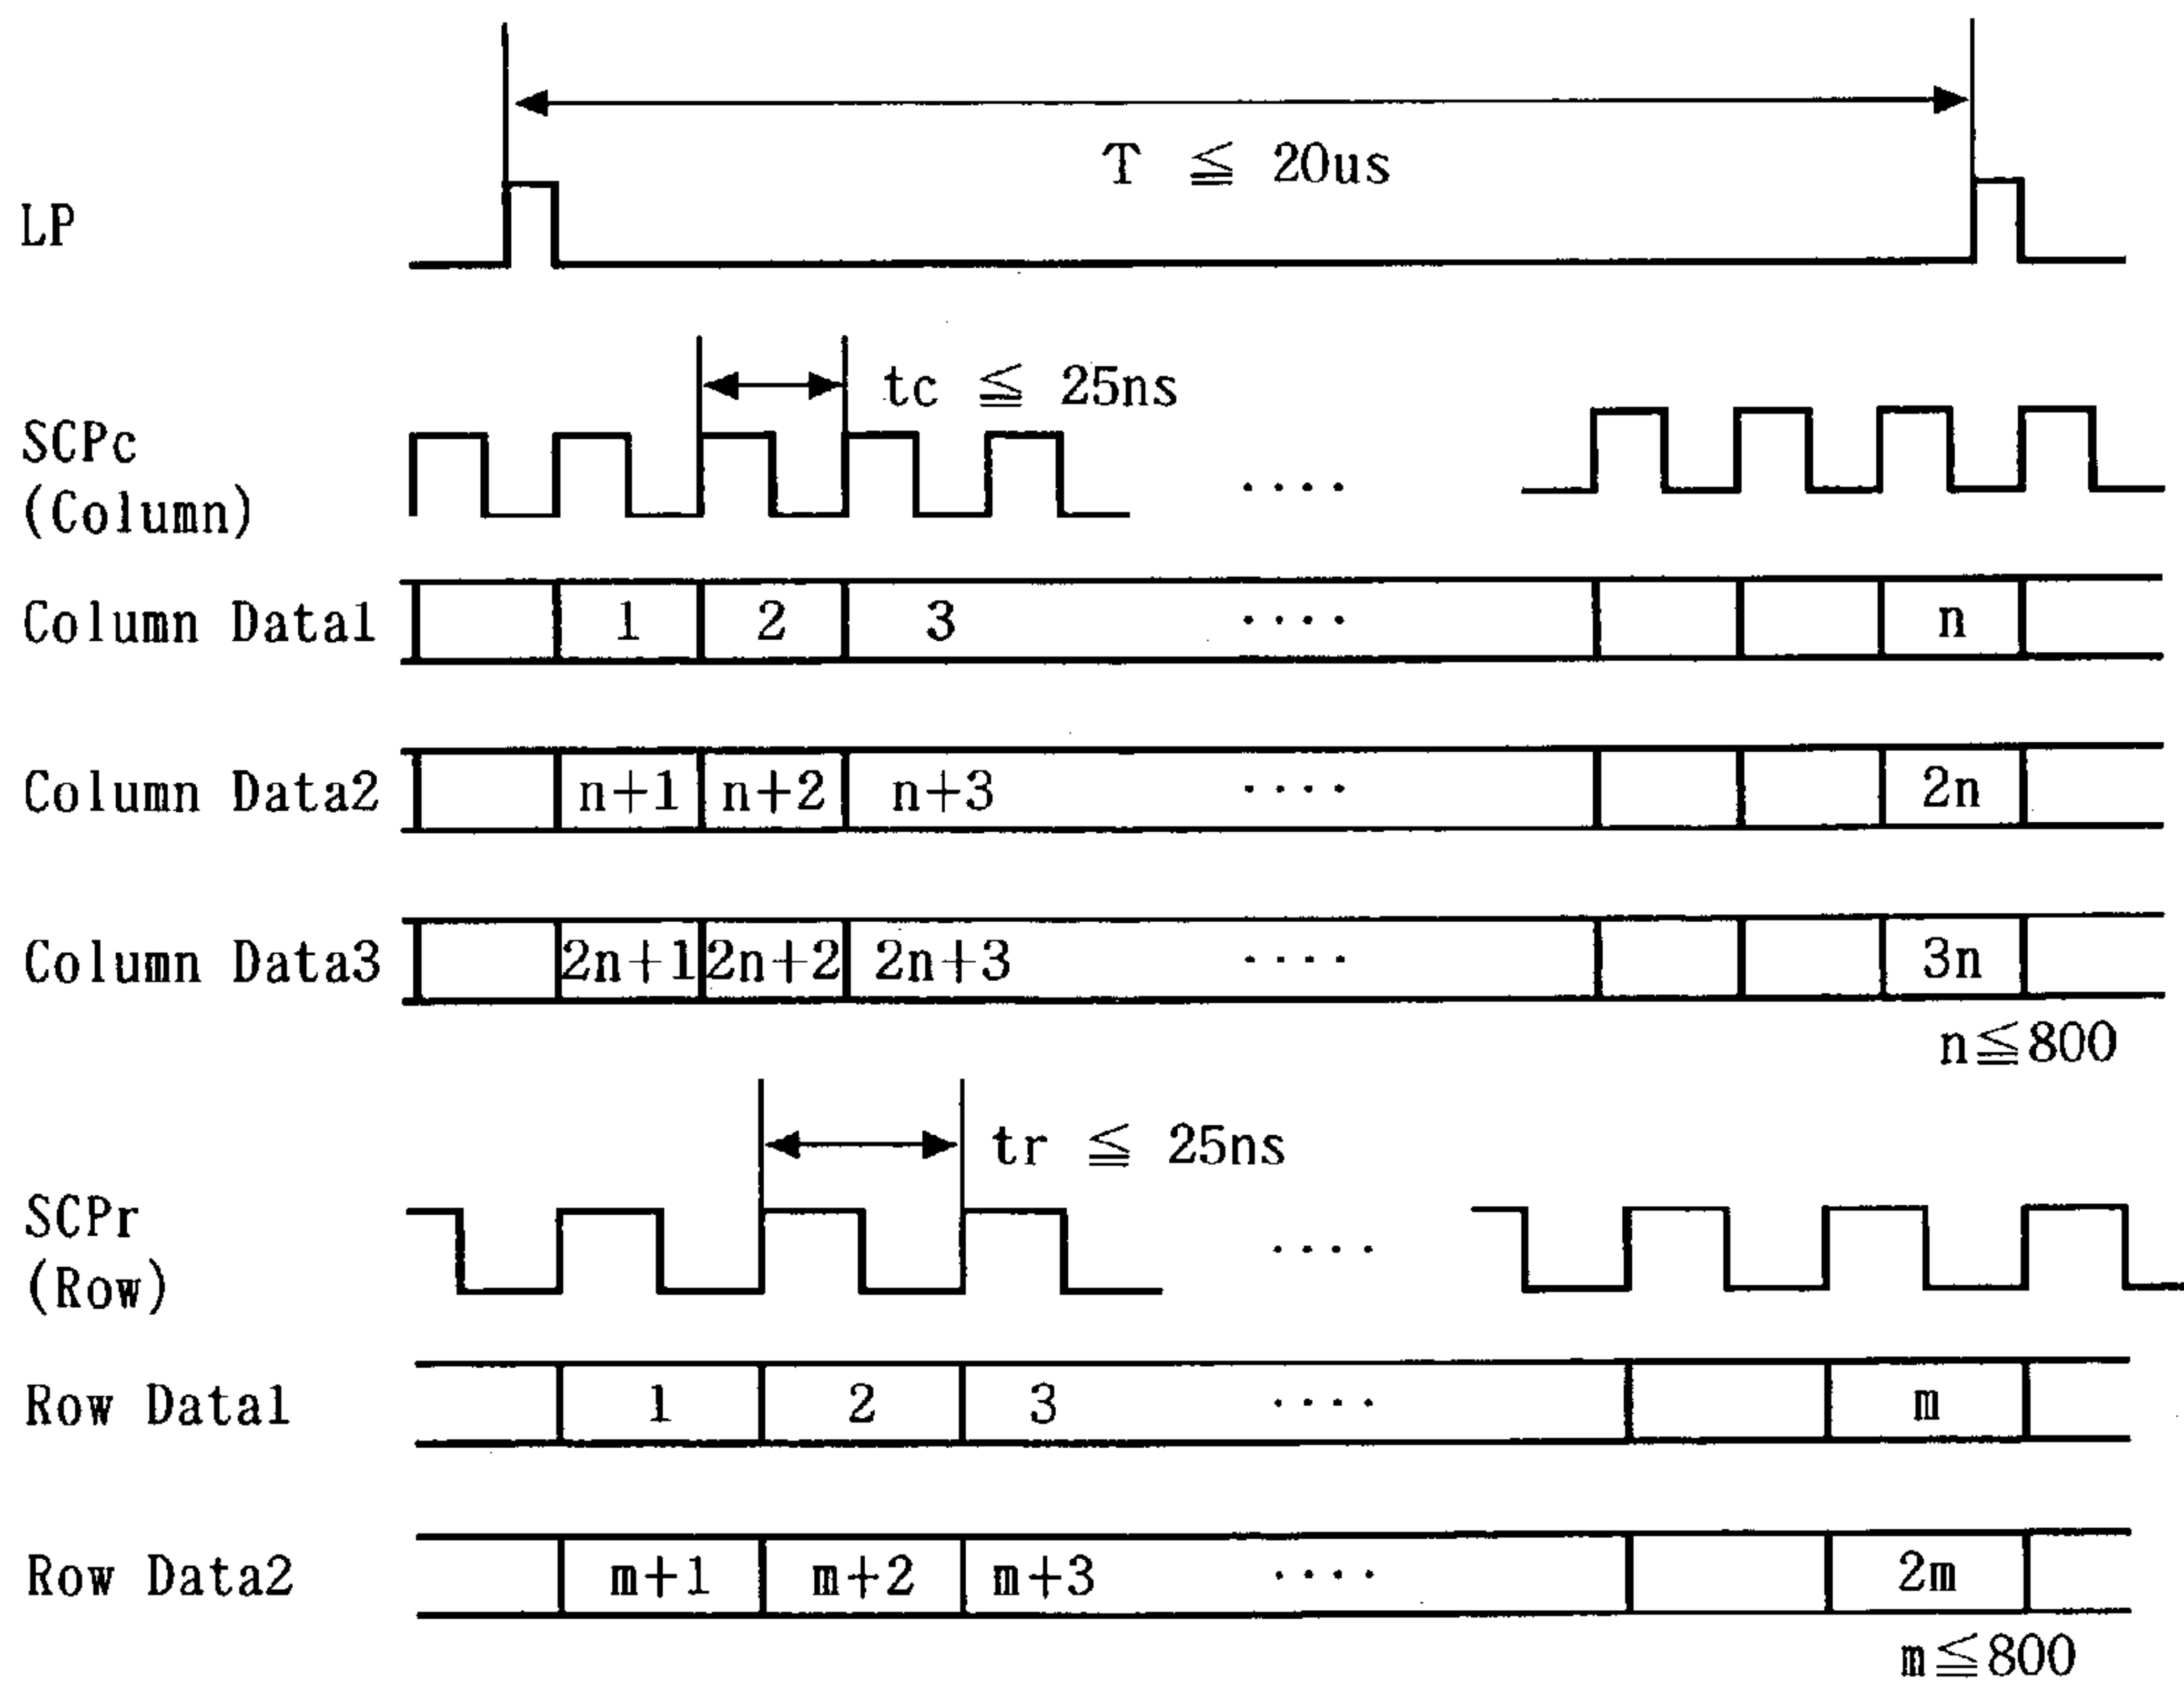 T ≦ 20us
LP
tc ≦ 25ns
SCPc
(Column)
····
Column Data1 1 2 3 ···· n
Column Data2 n+1 n+2 n+3 ···· 2n
Column Data3 2n+1 2n+2 2n+3 ···· 3n
n≦800
tr ≦ 25ns
SCPr
(Row)
····
Row Data1 1 2 3 ···· m
Row Data2 m+1 m+2 m+3 ···· 2m
m≦800